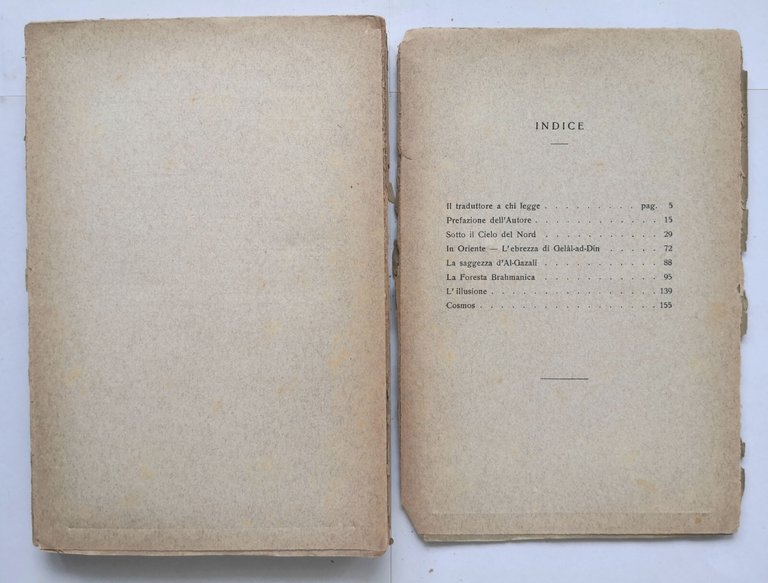 INDICE
Il traduttore a chi legge . . . . . . . . . pag. 5
Prefazione dell'Autore . . . . . . . . . . . . 15
Sotto il Cielo del Nord . . . . . . . . . . . . 29
In Oriente — L'ebrezza di Gelâl-ad-Din . . . . . 72
La saggezza d'Al-Gazali . . . . . . . . . . . . 88
La Foresta Brahmanica . . . . . . . . . . . . 95
L'illusione . . . . . . . . . . . . . . . . 139
Cosmos . . . . . . . . . . . . . . . . . 155